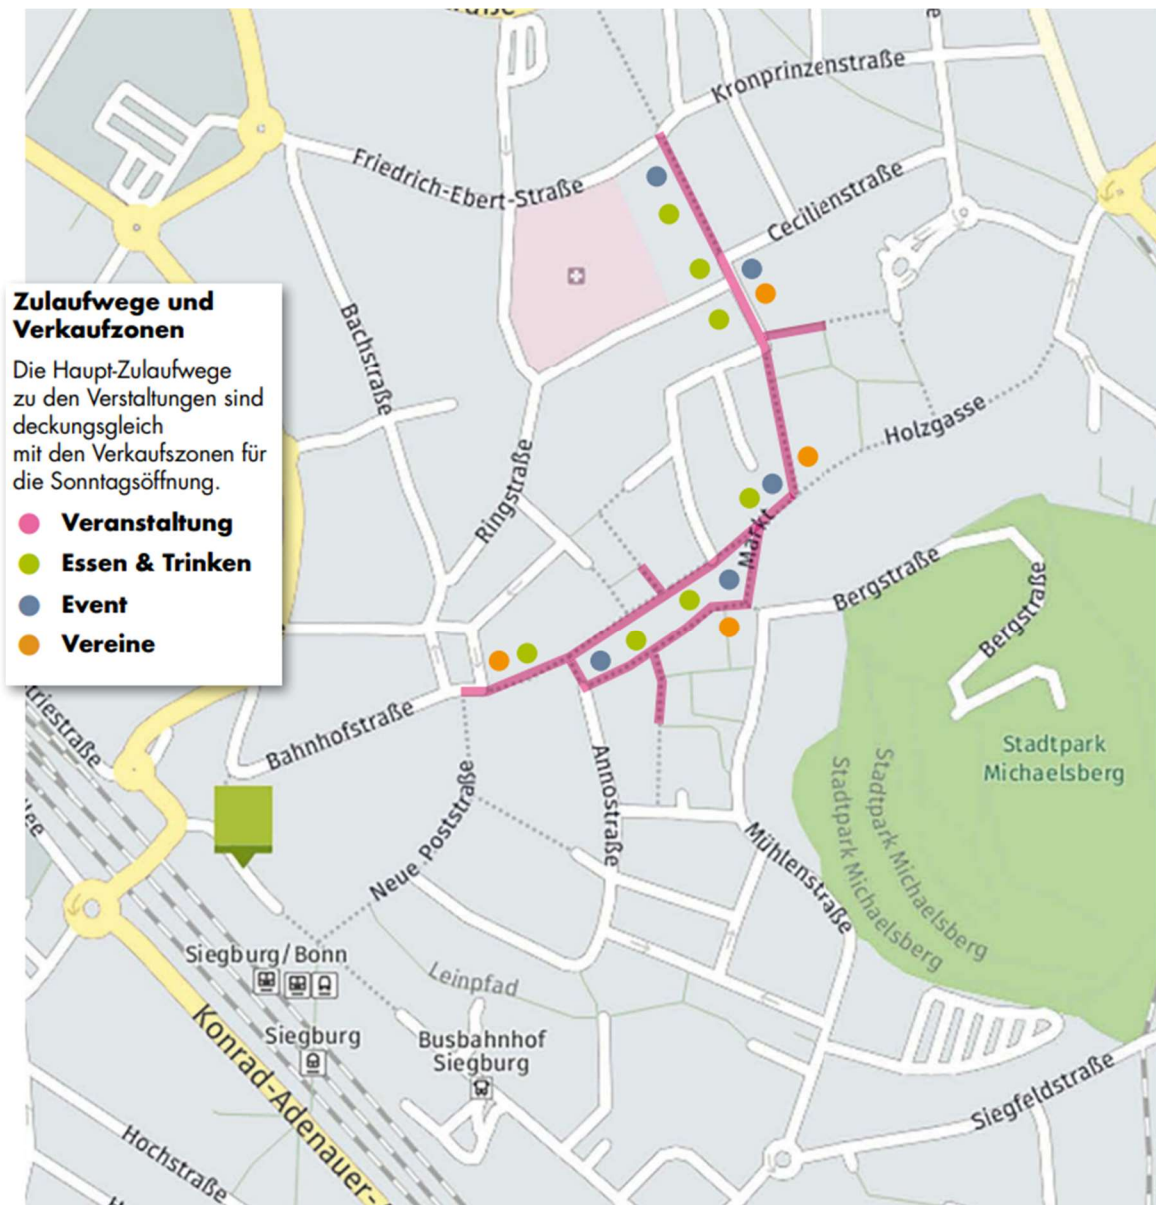 Kronprinzenstraße
Friedrich-Ebert-Straße
Cecilienstraße
Zulaufwege und
Verkaufzonen
Die Haupt-Zulaufwege
zu den Verstaltungen sind
deckungsgleich
mit den Verkaufszonen für
die Sonntagsöffnung.
Veranstaltung
Essen & Trinken
Event
Vereine
Bachstraße
Holzgasse
Ringstraße
Markt
Bergstraße
Bergstraße
Bahnhofstraße
Annostraße
Stadtpark
Michaelsberg
Stadtpark Michaelsberg
Stadtpark Michaelsberg
Neue Poststraße
Mühlenstraße
Siegburg/Bonn
Leinpfad
Siegburg
Busbahnhof
Siegburg
Konrad-Adenauer-
Siegfeldstraße
Hochstraße